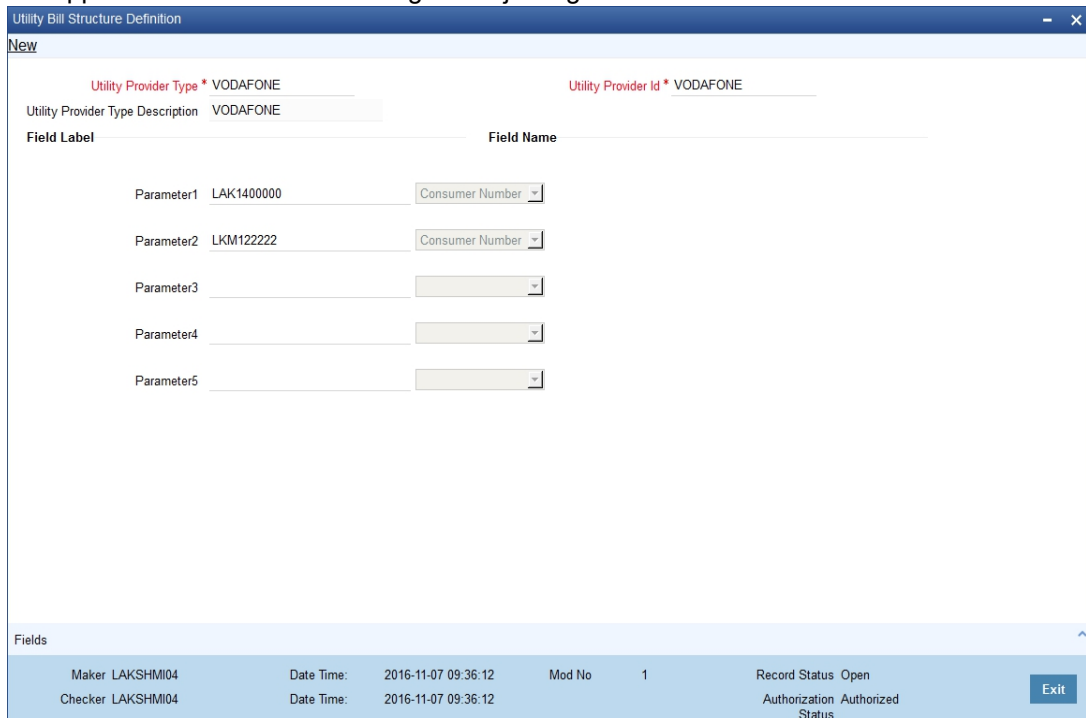 Utility Bill Structure Definition
New
Utility Provider Type * VODAFONE Utility Provider Id * VODAFONE
Utility Provider Type Description VODAFONE
Field Label Field Name
Parameter1 LAK1400000 Consumer Number
Parameter2 LKM122222 Consumer Number
Parameter3
Parameter4
Parameter5
Fields
Maker LAKSHMI04 Date Time: 2016-11-07 09:36:12 Mod No 1 Record Status Open
Checker LAKSHMI04 Date Time: 2016-11-07 09:36:12 Authorization Authorized
Status
Exit